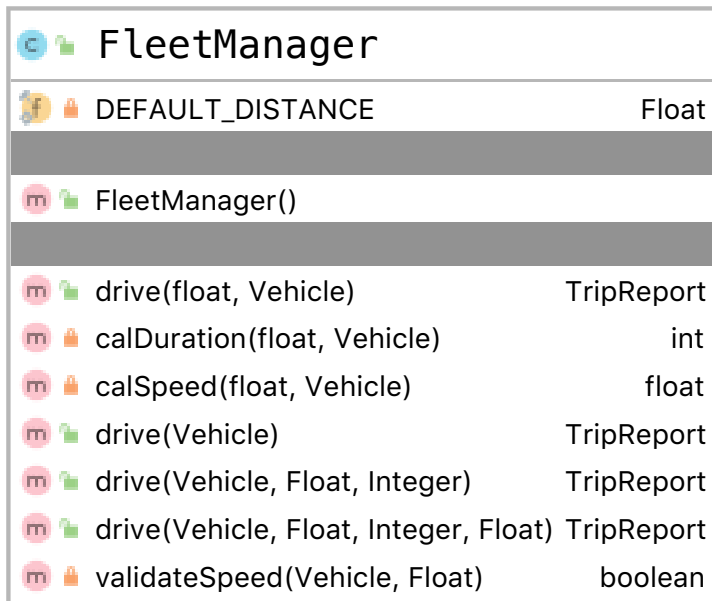 c FleetManager
f DEFAULT_DISTANCE Float
m FleetManager()
m drive(float, Vehicle) TripReport
m calDuration(float, Vehicle) int
m calSpeed(float, Vehicle) float
m drive(Vehicle) TripReport
m drive(Vehicle, Float, Integer) TripReport
m drive(Vehicle, Float, Integer, Float) TripReport
m validateSpeed(Vehicle, Float) boolean